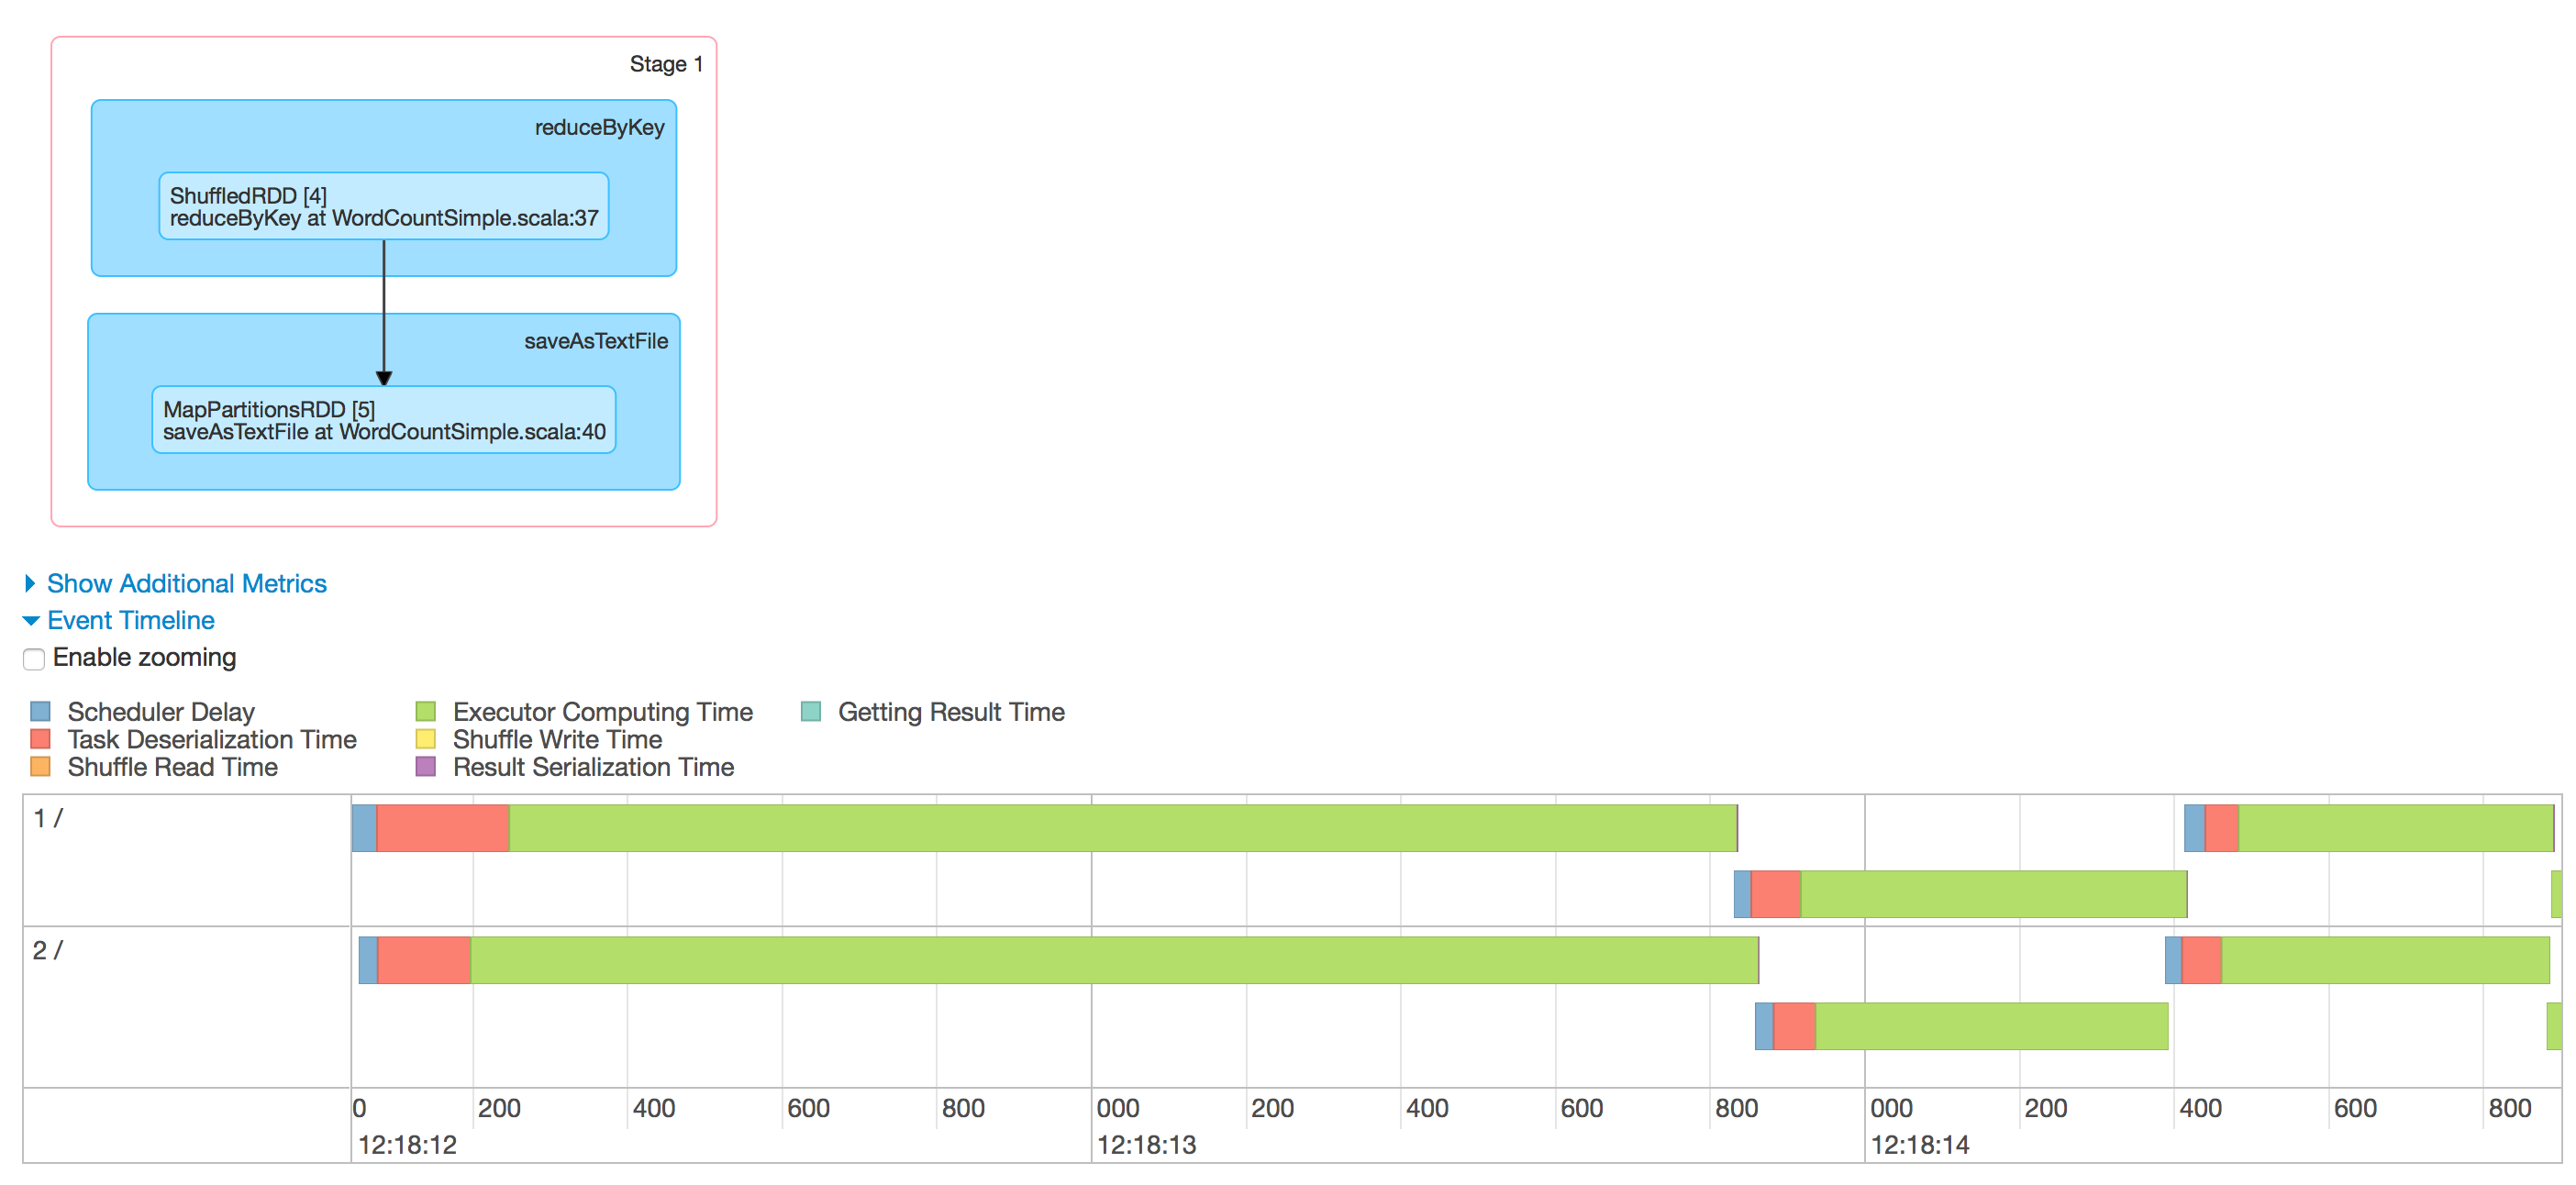 Stage 1
reduceByKey
ShuffledRDD [4]
reduceByKey at WordCountSimple.scala:37
saveAsTextFile
MapPartitionsRDD [5]
saveAsTextFile at WordCountSimple.scala:40
Show Additional Metrics
Event Timeline
Enable zooming
Scheduler Delay Executor Computing Time Getting Result Time
Task Deserialization Time Shuffle Write Time
Shuffle Read Time Result Serialization Time
1 /
2 /
0 200 400 600 800 000 200 400 600 800 000 200 400 600 800
12:18:12 12:18:13 12:18:14